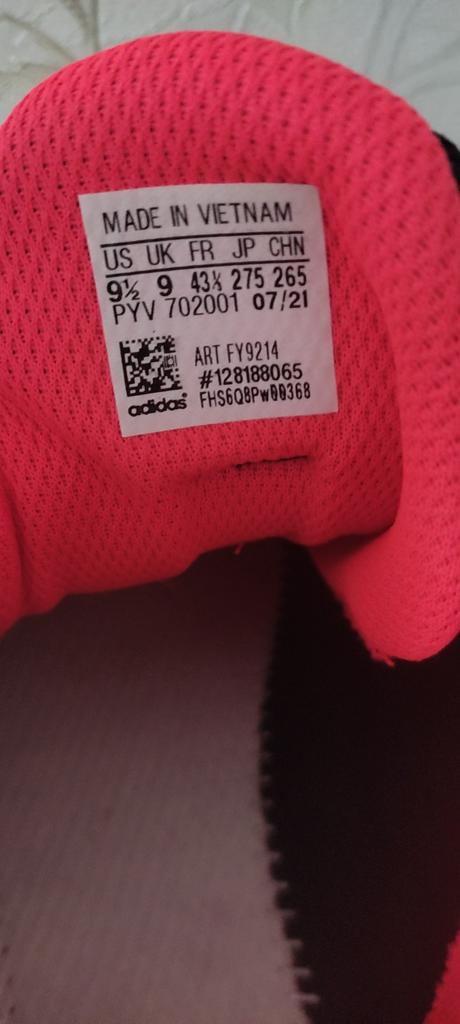 MADE IN VIETNAM
US UK FR JP CHN
9½ 9 43⅓ 275 265
PYV 702001 07/21
ART FY9214
#128188065
adidas FHS6Q8PW00368